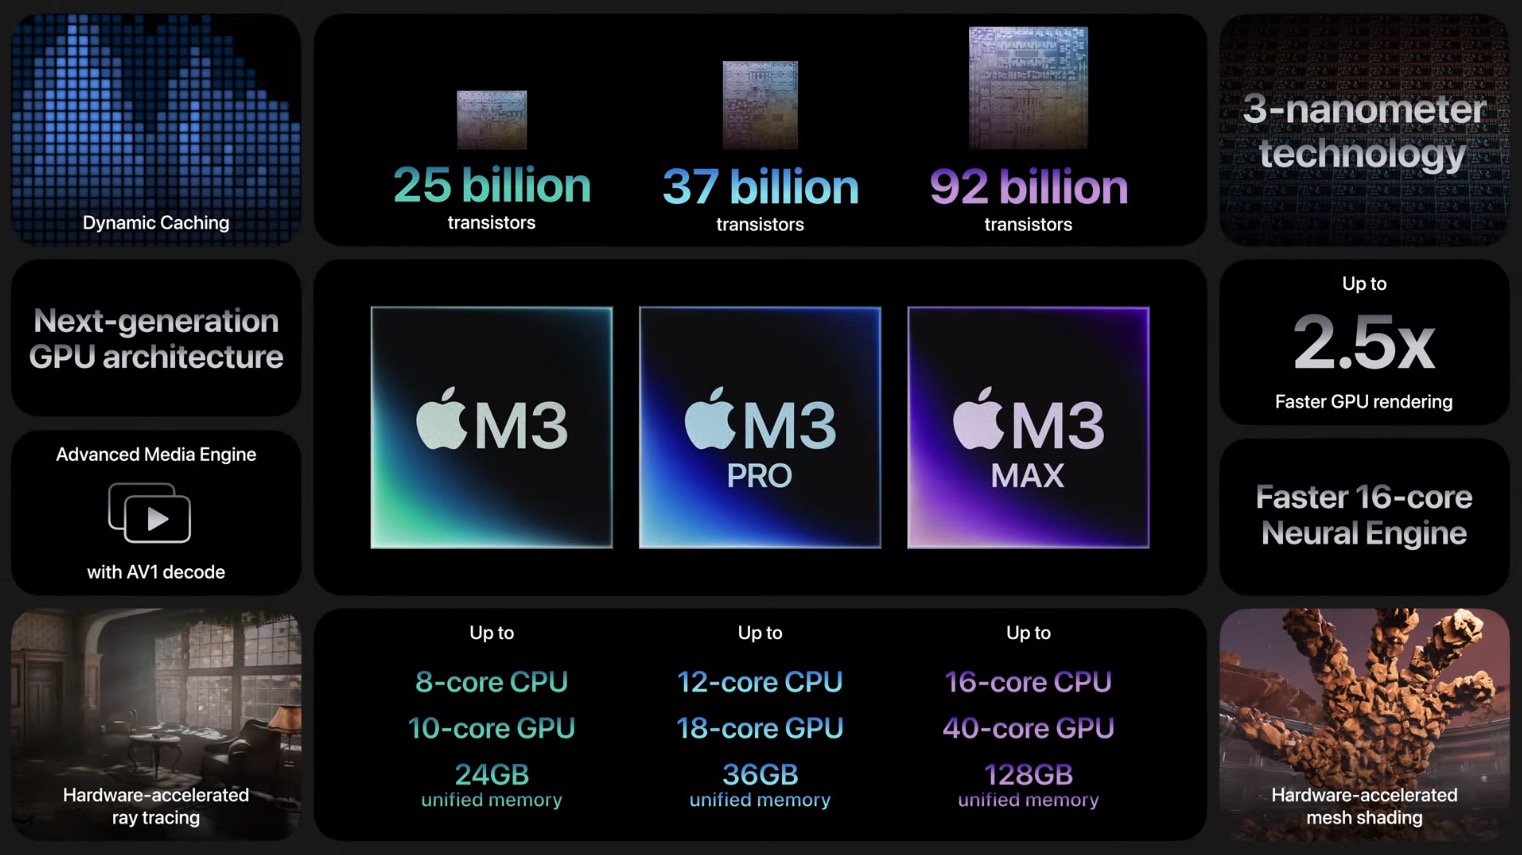 Dynamic Caching
25 billion
transistors
37 billion
transistors
92 billion
transistors
3-nanometer
technology
Next-generation
GPU architecture
M3
M3
PRO
M3
MAX
Up to
2.5x
Faster GPU rendering
Advanced Media Engine
with AV1 decode
Faster 16-core
Neural Engine
Hardware-accelerated
ray tracing
Up to
8-core CPU
10-core GPU
24GB
unified memory
Up to
12-core CPU
18-core GPU
36GB
unified memory
Up to
16-core CPU
40-core GPU
128GB
unified memory
Hardware-accelerated
mesh shading